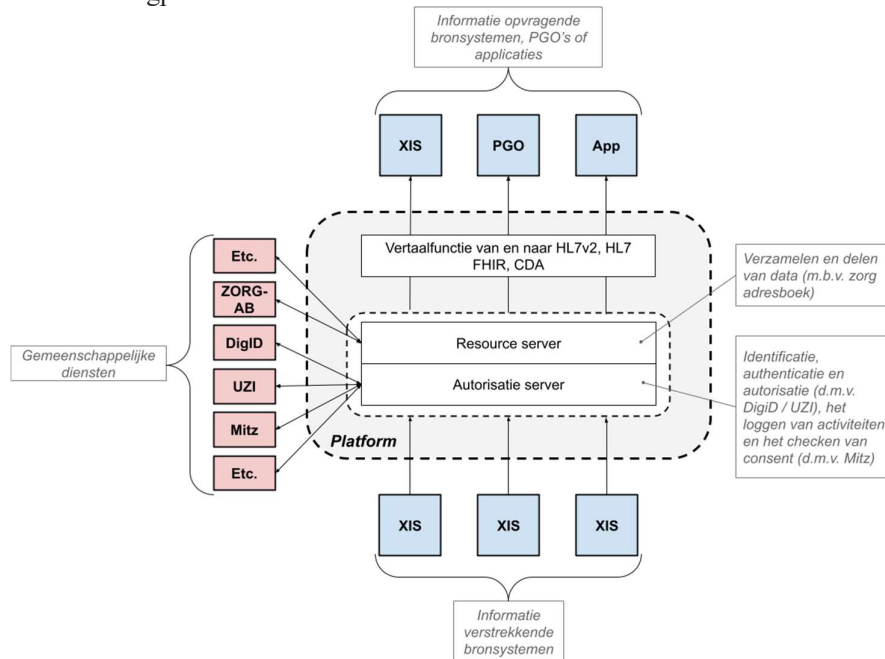 Informatie opvragende
bronsystemen, PGO's of
applicaties
XIS
PGO
App
Vertaalfunctie van en naar HL7v2, HL7
FHIR, CDA
Etc.
ZORG-
AB
DigID
UZI
Mitz
Etc.
Gemeenschappelijke
diensten
Resource server
Autorisatie server
Platform
Verzamelen en delen
van data (m.b.v. zorg
adresboek)
Identificatie,
authenticatie en
autorisatie (d.m.v.
DigiD / UZI), het
loggen van activiteiten
en het checken van
consent (d.m.v. Mitz)
XIS
XIS
XIS
Informatie
verstrekkende
bronsystemen